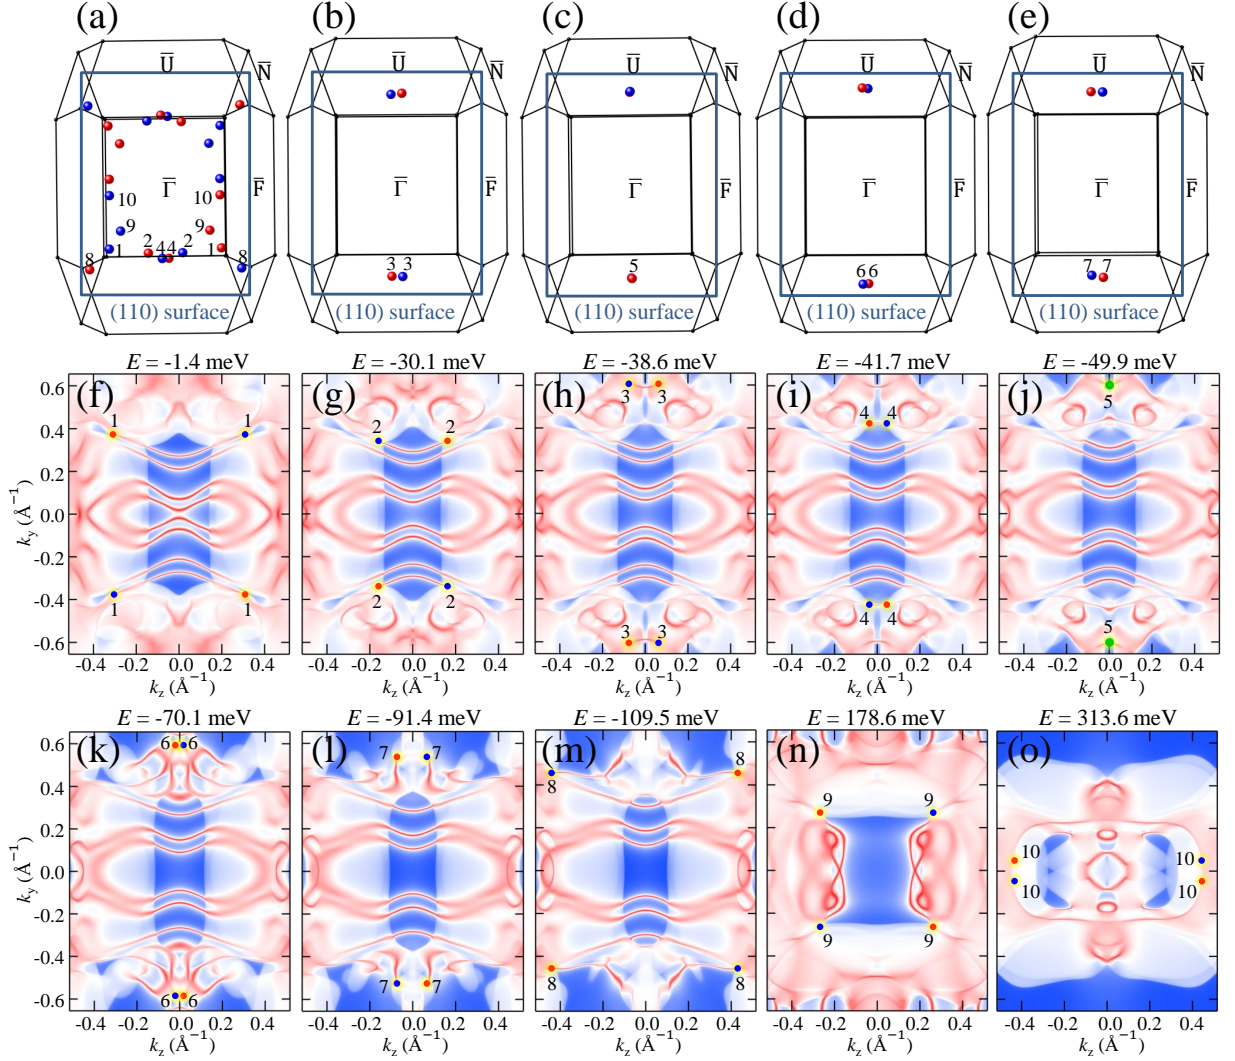 (a) (b) (c) (d) (e)
Ū N̄ Ū N̄ Ū N̄ Ū N̄ Ū N̄
Γ̄ F̄ Γ̄ F̄ Γ̄ F̄ Γ̄ F̄ Γ̄ F̄
10 10
9 9
1 2 4 4 2 1
8 8 3 3 5 6 6 7 7
(110) surface (110) surface (110) surface (110) surface (110) surface
E = -1.4 meV E = -30.1 meV E = -38.6 meV E = -41.7 meV E = -49.9 meV
(f) (g) (h) (i) (j)
0.6 0.4 0.2 0.0 -0.2 -0.4 -0.6
k_y (Å⁻¹)
1 1 1 1
2 2 2 2
3 3 3 3
4 4 4 4
5 5
-0.4 -0.2 0.0 0.2 0.4 -0.4 -0.2 0.0 0.2 0.4 -0.4 -0.2 0.0 0.2 0.4 -0.4 -0.2 0.0 0.2 0.4 -0.4 -0.2 0.0 0.2 0.4
k_z (Å⁻¹) k_z (Å⁻¹) k_z (Å⁻¹) k_z (Å⁻¹) k_z (Å⁻¹)
E = -70.1 meV E = -91.4 meV E = -109.5 meV E = 178.6 meV E = 313.6 meV
(k) (l) (m) (n) (o)
0.6 0.4 0.2 0.0 -0.2 -0.4 -0.6
k_y (Å⁻¹)
6 6 6 6
7 7 7 7
8 8 8 8
9 9 9 9
10 10 10 10
-0.4 -0.2 0.0 0.2 0.4 -0.4 -0.2 0.0 0.2 0.4 -0.4 -0.2 0.0 0.2 0.4 -0.4 -0.2 0.0 0.2 0.4 -0.4 -0.2 0.0 0.2 0.4
k_z (Å⁻¹) k_z (Å⁻¹) k_z (Å⁻¹) k_z (Å⁻¹) k_z (Å⁻¹)